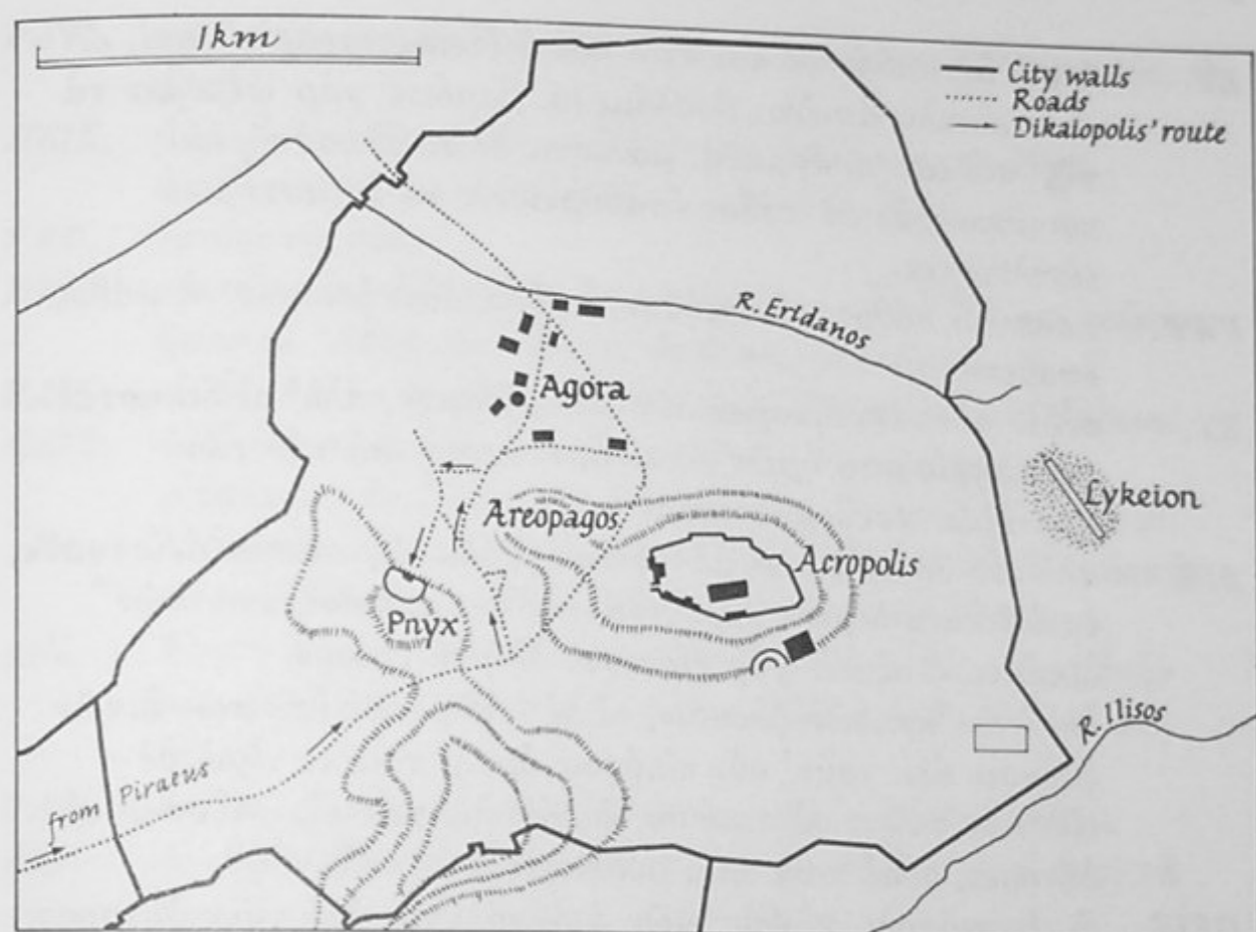 1km
City walls
Roads
Dikaiopolis' route
R. Eridanos
Agora
Lykeion
Areopagos
Acropolis
Pnyx
R. Ilisos
from Piraeus